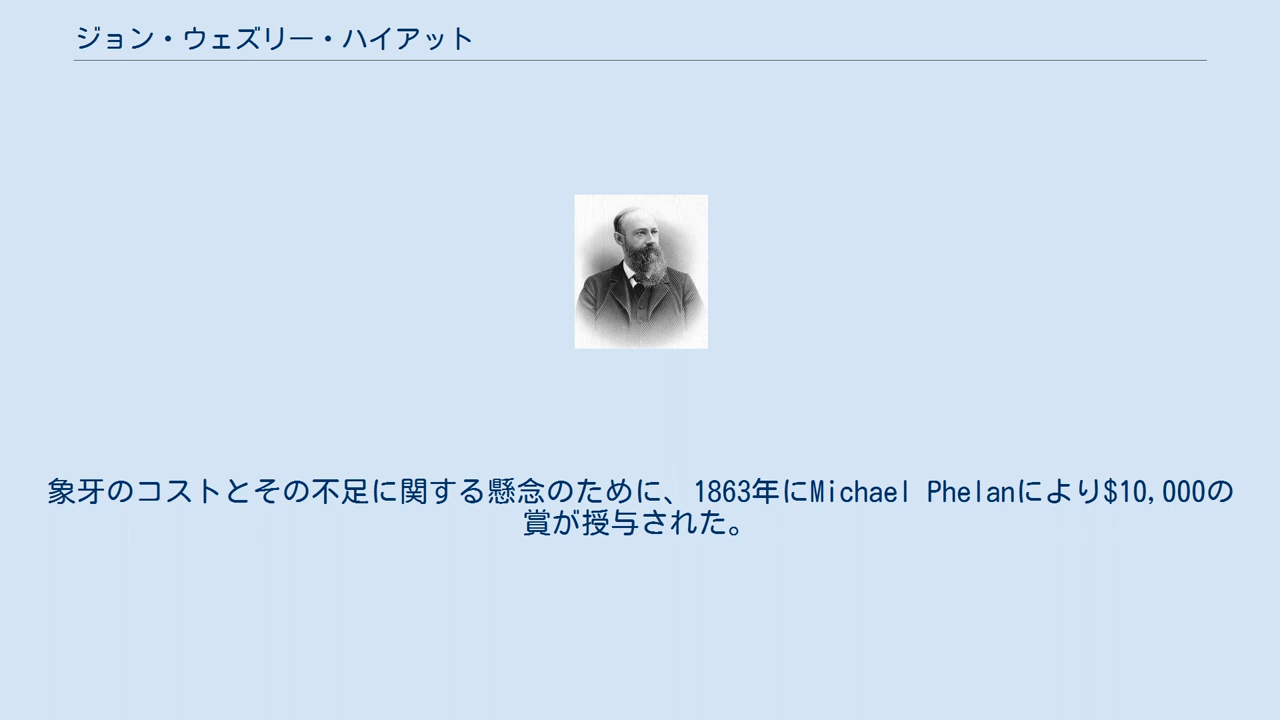 ジョン・ウェズリー・ハイアット
象牙のコストとその不足に関する懸念のために、1863年にMichael Phelanにより$10,000の
賞が授与された。